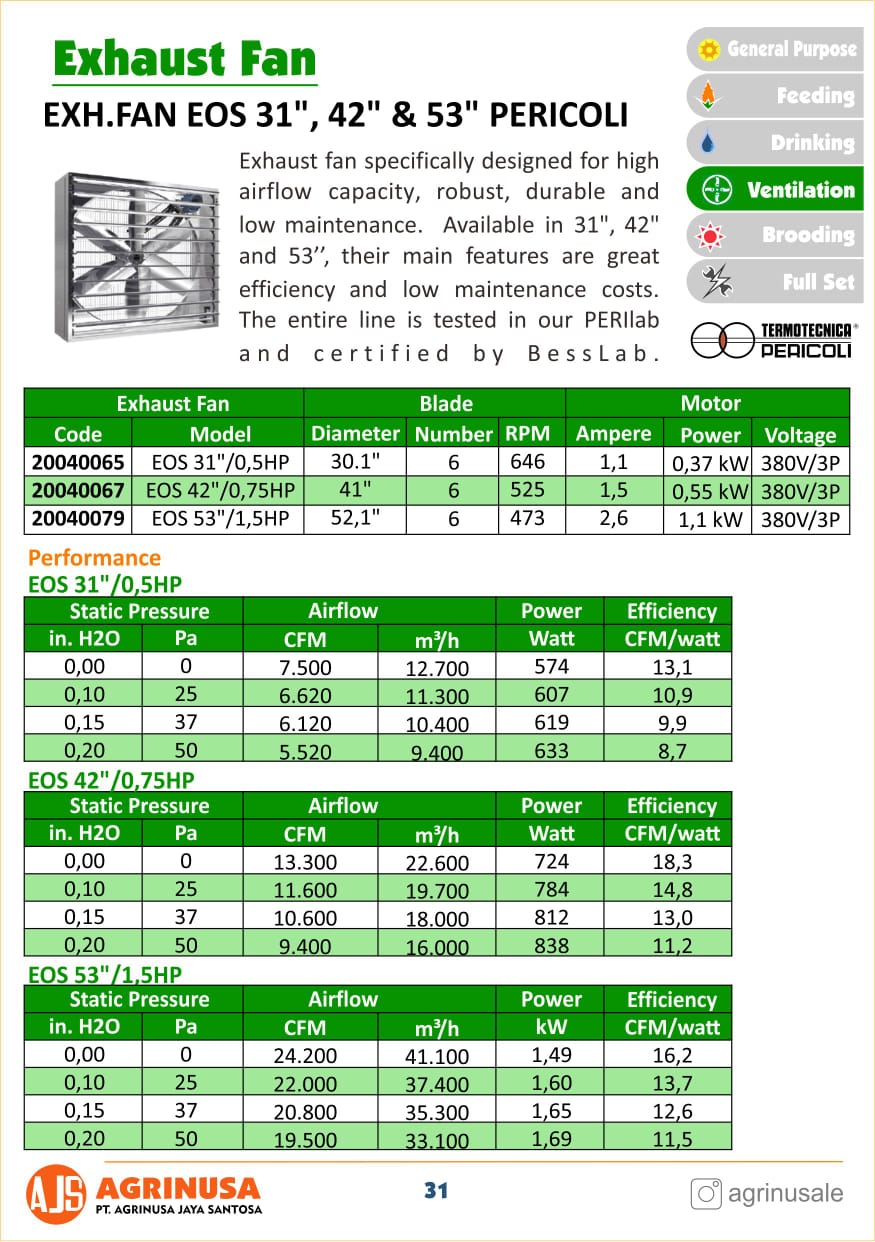 Exhaust Fan
EXH.FAN EOS 31", 42" & 53" PERICOLI
General Purpose
Feeding
Drinking
Ventilation
Brooding
Full Set
Exhaust fan specifically designed for high
airflow capacity, robust, durable and
low maintenance. Available in 31", 42"
and 53’’, their main features are great
efficiency and low maintenance costs.
The entire line is tested in our PERIlab
and certified by BessLab.
TERMOTECNICA®
PERICOLI
Exhaust Fan Blade Motor
Code Model Diameter Number RPM Ampere Power Voltage
20040065 EOS 31"/0,5HP 30.1" 6 646 1,1 0,37 kW 380V/3P
20040067 EOS 42"/0,75HP 41" 6 525 1,5 0,55 kW 380V/3P
20040079 EOS 53"/1,5HP 52,1" 6 473 2,6 1,1 kW 380V/3P
Performance
EOS 31"/0,5HP
Static Pressure Airflow Power Efficiency
in. H2O Pa CFM m³/h Watt CFM/watt
0,00 0 7.500 12.700 574 13,1
0,10 25 6.620 11.300 607 10,9
0,15 37 6.120 10.400 619 9,9
0,20 50 5.520 9.400 633 8,7
EOS 42"/0,75HP
Static Pressure Airflow Power Efficiency
in. H2O Pa CFM m³/h Watt CFM/watt
0,00 0 13.300 22.600 724 18,3
0,10 25 11.600 19.700 784 14,8
0,15 37 10.600 18.000 812 13,0
0,20 50 9.400 16.000 838 11,2
EOS 53"/1,5HP
Static Pressure Airflow Power Efficiency
in. H2O Pa CFM m³/h kW CFM/watt
0,00 0 24.200 41.100 1,49 16,2
0,10 25 22.000 37.400 1,60 13,7
0,15 37 20.800 35.300 1,65 12,6
0,20 50 19.500 33.100 1,69 11,5
AJS AGRINUSA
PT. AGRINUSA JAYA SANTOSA
31
agrinusale